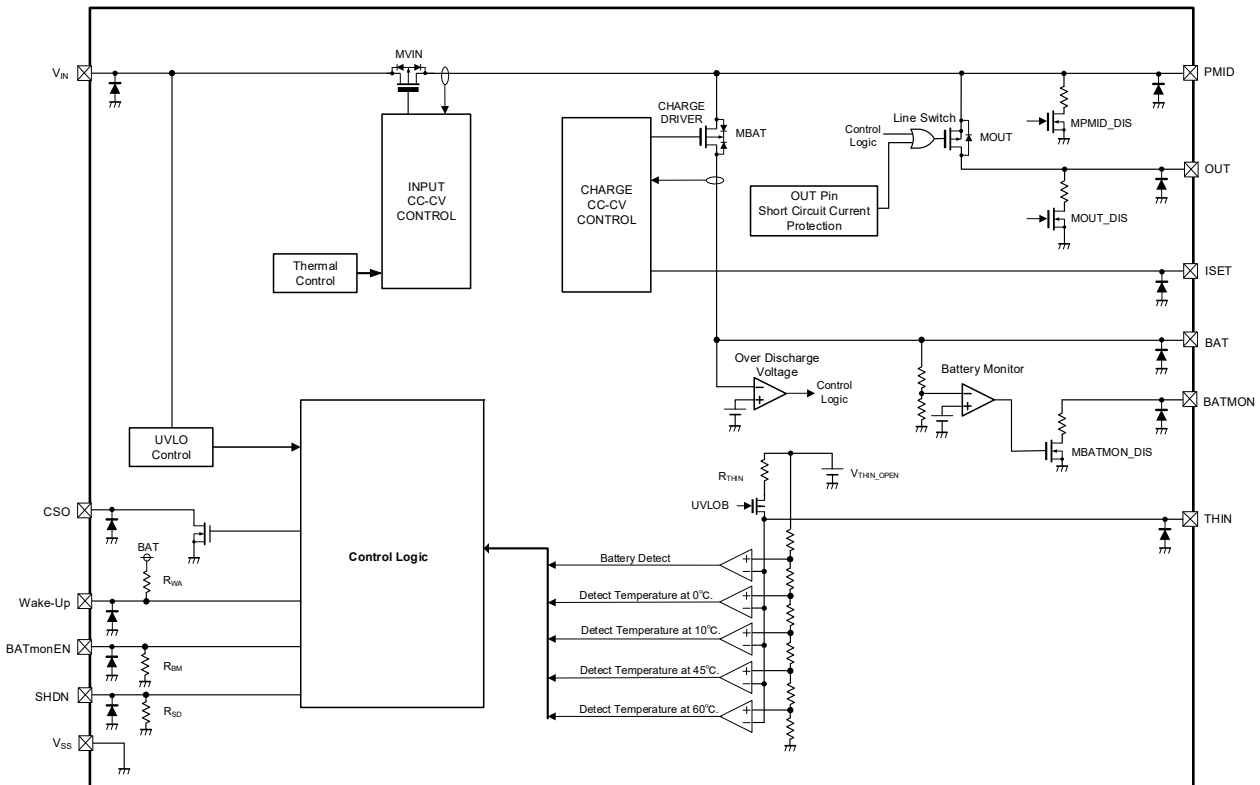 MVIN
VIN
PMID
CHARGE
DRIVER
MBAT
Line Switch
Control
Logic
MOUT
MPMID_DIS
OUT
INPUT
CC-CV
CONTROL
CHARGE
CC-CV
CONTROL
OUT Pin
Short Circuit Current
Protection
MOUT_DIS
Thermal
Control
ISET
BAT
Over Discharge
Voltage
Control
Logic
Battery Monitor
BATMON
UVLO
Control
MBATMON_DIS
RTHIN
VTHIN_OPEN
UVLOB
THIN
CSO
BAT
RWA
Control Logic
Battery Detect
Wake-Up
Detect Temperature at 0℃.
BATmonEN
RBM
Detect Temperature at 10℃.
SHDN
RSD
Detect Temperature at 45℃.
Detect Temperature at 60℃.
VSS